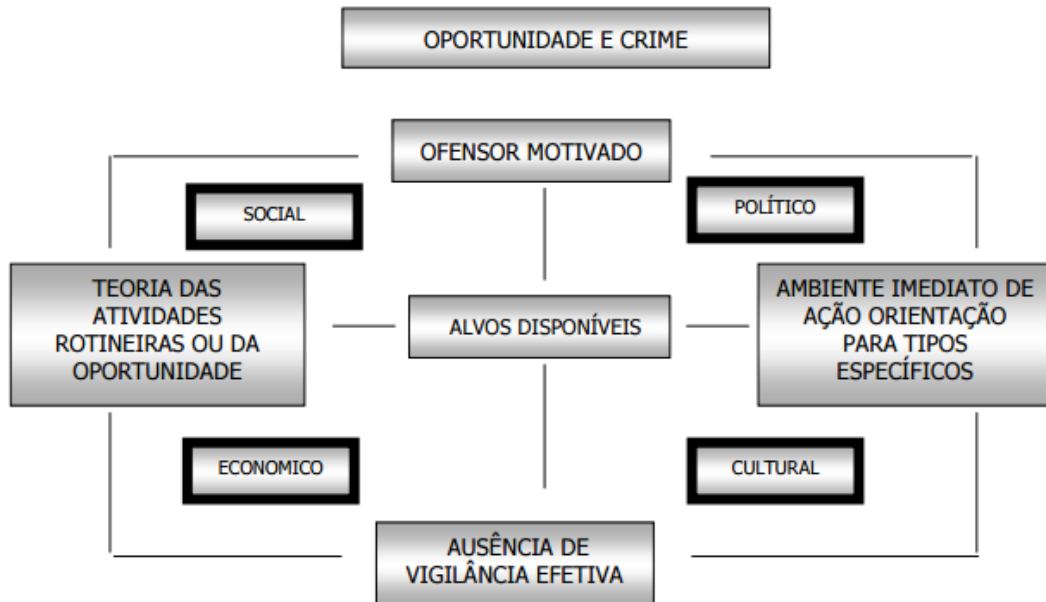 OPORTUNIDADE E CRIME
OFENSOR MOTIVADO
SOCIAL
POLÍTICO
TEORIA DAS
ATIVIDADES
ROTINEIRAS OU DA
OPORTUNIDADE
ALVOS DISPONÍVEIS
AMBIENTE IMEDIATO DE
AÇÃO ORIENTAÇÃO
PARA TIPOS
ESPECÍFICOS
ECONOMICO
CULTURAL
AUSÊNCIA DE
VIGILÂNCIA EFETIVA